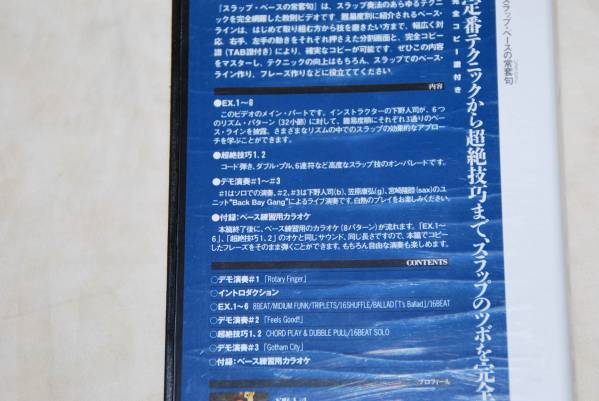 スラップ・ベースの常套句
定番テクニックから超絶技巧まで、スラップのツボを完全
完全コピー譜付き
「スラップ・ベースの常套句」は、スラップ奏法のあらゆるテクニ
ックを完全網羅した教則ビデオです。難易度別に紹介されるベース・
ラインは、はじめて取り組む方から技を磨きたい方まで、幅広く対
応。右手、左手の動きをそれぞれ押さえた分割画面と、完全コピー
譜（TAB譜付き）により、確実なコピーが可能です。ぜひこの内容
をマスターし、テクニックの向上はもちろん、スラップでのベース・
ライン作り、フレーズ作りなどに役立ててください。
内容
●EX.1〜6
このビデオのメイン・パートです。インストラクターの下野人司が、6つ
のリズム・パターン（32小節）に対して、難易度順にそれぞれ3通りのベー
ス・ラインを披露。さまざまなリズムの中でのスラップの効果的なアプロー
チを学ぶことができます。
●超絶技巧1、2
コード弾き、ダブル・プル、6連符など高度なスラップ技のオン・パレードです。
●デモ演奏#1〜#3
#1はソロでの演奏。#2、#3は下野人司(b)、笠原康弘(g)、宮崎隆睦(sax)のユ
ニット"Back Bay Gang"によるライブ演奏です。白熱のプレイをお楽しみください。
●付録：ベース練習用カラオケ
本篇終了後に、ベース練習用のカラオケ(8パターン)が流れます。「EX.1〜
6」、「超絶技巧1、2」のオケと同じサウンド、同じ長さですので、本篇でコピー
したフレーズをそのまま弾くことができます。もちろん自由な演奏も楽しめます。
CONTENTS
○デモ演奏#1「Rotary Finger」
○イントロダクション
○EX.1〜6 8BEAT/MIDIUM FUNK/TRIPLETS/16SHUFFLE/BALLAD「T's Ballad」/16BEAT
○デモ演奏#2「Feels Good!!」
○超絶技巧1、2 CHORD PLAY & DUBBLE PULL/16BEAT SOLO
○デモ演奏#3「Gotham City」
○付録：ベース練習用カラオケ
プロフィール